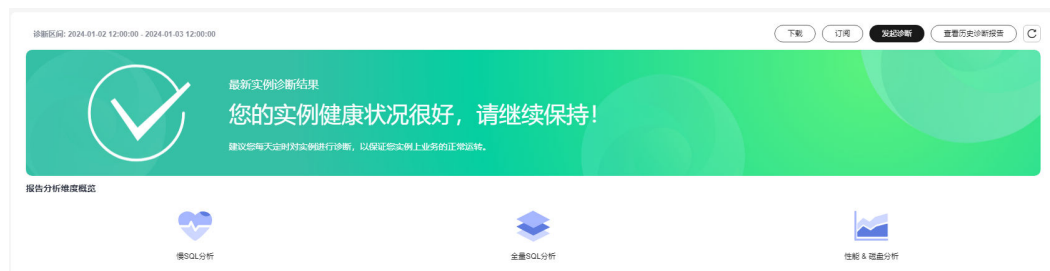 诊断区间: 2024-01-02 12:00:00 - 2024-01-03 12:00:00
下载 订阅 发起诊断 查看历史诊断报告
最新实例诊断结果
您的实例健康状况很好，请继续保持！
建议您每天定时对实例进行诊断，以保证您实例上业务的正常运转。
报告分析维度概览
慢SQL分析 全量SQL分析 性能 & 磁盘分析